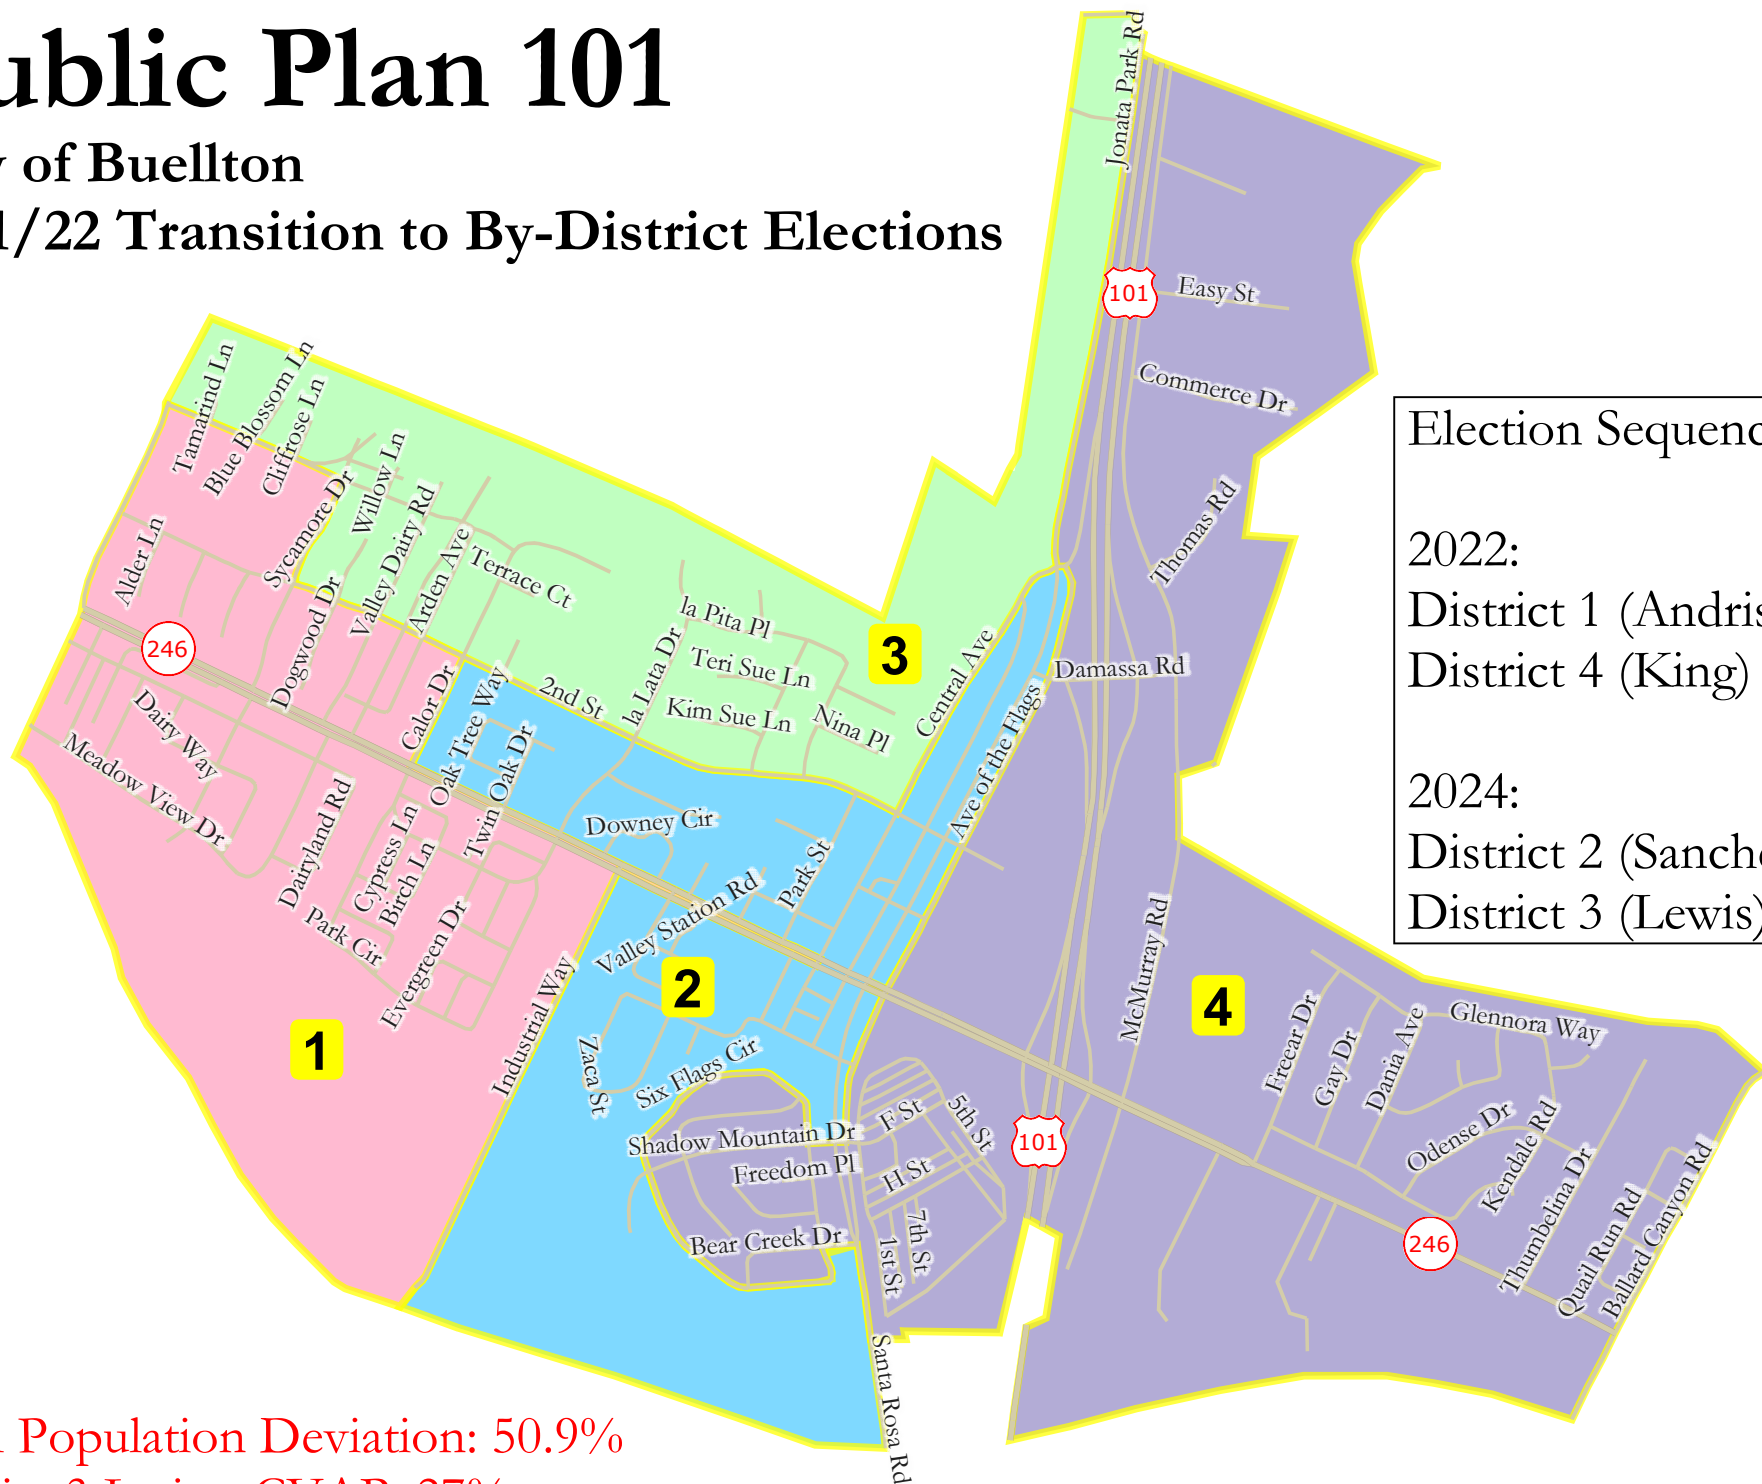 ublic Plan 101
of Buellton
1/22 Transition to By-District Elections
Jonata Park Rd
101
Easy St
Commerce Dr
Thomas Rd
Tamarind Ln
Blue Blossom Ln
Cliffrose Ln
Willow Ln
Sycamore Dr
Valley Dairy Rd
Arden Ave
Terrace Ct
Alder Ln
Dogwood Dr
246
la Pita Pl
Teri Sue Ln
la Lata Dr
Kim Sue Ln
Nina Pl
3
Central Ave
Damassa Rd
Ave of the Flags
2nd St
Calor Dr
Oak Tree Way
Twin Oak Dr
Dairy Way
Meadow View Dr
Dairyland Rd
Cypress Ln
Birch Ln
Park Cir
Evergreen Dr
Downey Cir
Park St
Valley Station Rd
2
Industrial Way
1
Zaca St
Six Flags Cir
Shadow Mountain Dr
Freedom Pl
Bear Creek Dr
F St
5th St
H St
7th St
1st St
101
Santa Rosa Rd
McMurray Rd
4
Freear Dr
Gay Dr
Dania Ave
Glennora Way
Odense Dr
Kendale Rd
Thumbelina Dr
Quail Run Rd
Ballard Canyon Rd
246
Election Sequenc
2022:
District 1 (Andris
District 4 (King)
2024:
District 2 (Sanch
District 3 (Lewis)
Population Deviation: 50.9%